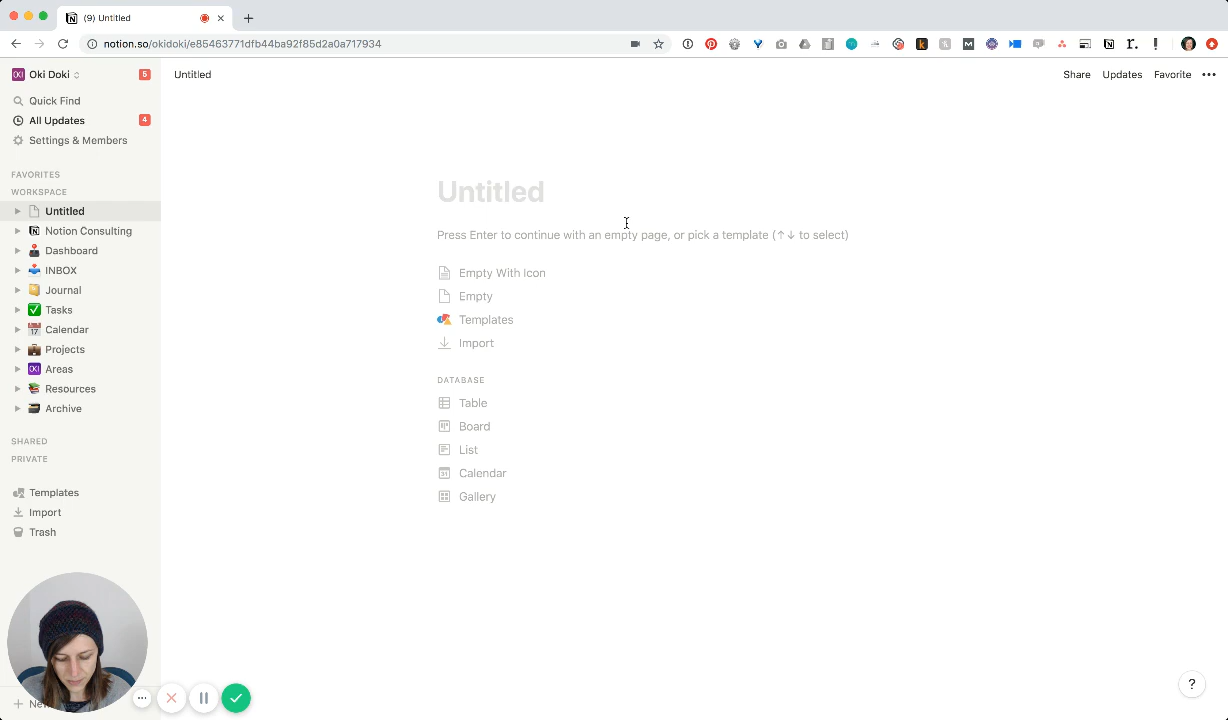 (9) Untitled
notion.so/okidoki/e85463771dfb44ba92f85d2a0a717934
OKI Oki Doki 5
Quick Find
All Updates 4
Settings & Members
FAVORITES
WORKSPACE
Untitled
Notion Consulting
Dashboard
INBOX
Journal
Tasks
Calendar
Projects
Areas
Resources
Archive
SHARED
PRIVATE
Templates
Import
Trash
Untitled
Share Updates Favorite •••
Untitled
Press Enter to continue with an empty page, or pick a template (↑↓ to select)
Empty With Icon
Empty
Templates
Import
DATABASE
Table
Board
List
Calendar
Gallery
?